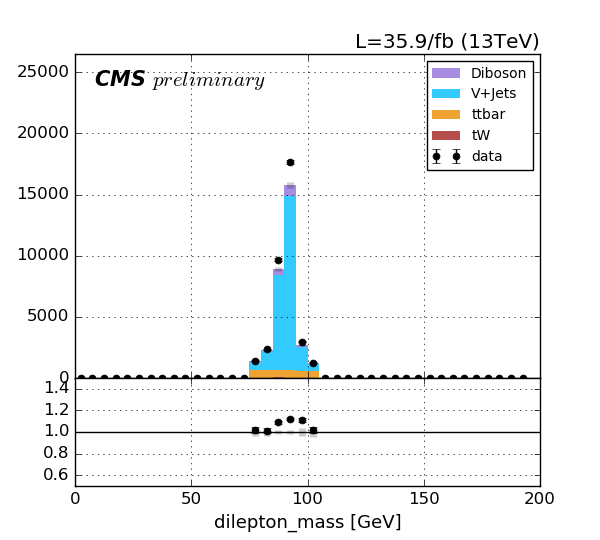 L=35.9/fb (13TeV)
CMS preliminary
Diboson
V+Jets
ttbar
tW
data
25000
20000
15000
10000
5000
0
1.4
1.2
1.0
0.8
0.6
0 50 100 150 200
dilepton_mass [GeV]